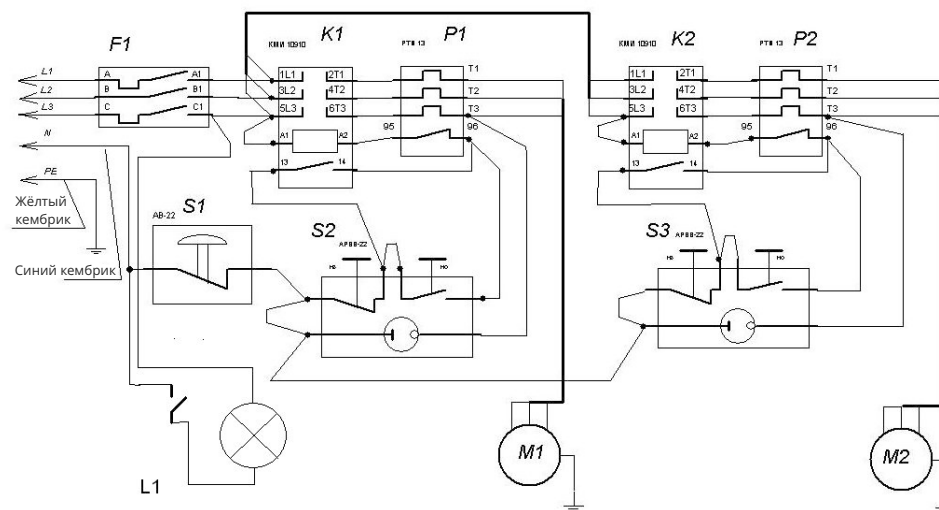 F1
K1
P1
K2
P2
КМИ 10910
РТИ 13
КМИ 10910
РТИ 13
L1
A
A1
1L1
2T1
T1
1L1
2T1
T1
L2
B
B1
3L2
4T2
T2
3L2
4T2
T2
L3
C
C1
5L3
6T3
T3
5L3
6T3
T3
N
A1
A2
95
96
A1
A2
95
96
PE
13
14
13
14
Жёлтый
кембрик
Синий кембрик
АВ-22
S1
S2
АРВВ-22
S3
АРВВ-22
НЗ
НО
НЗ
НО
M1
M2
L1